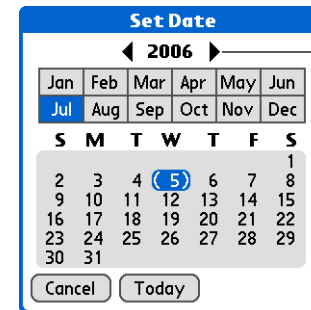 Set Date
2006
Jan Feb Mar Apr May Jun
Jul Aug Sep Oct Nov Dec
S M T W T F S
1
2 3 4 (5) 6 7 8
9 10 11 12 13 14 15
16 17 18 19 20 21 22
23 24 25 26 27 28 29
30 31
Cancel Today